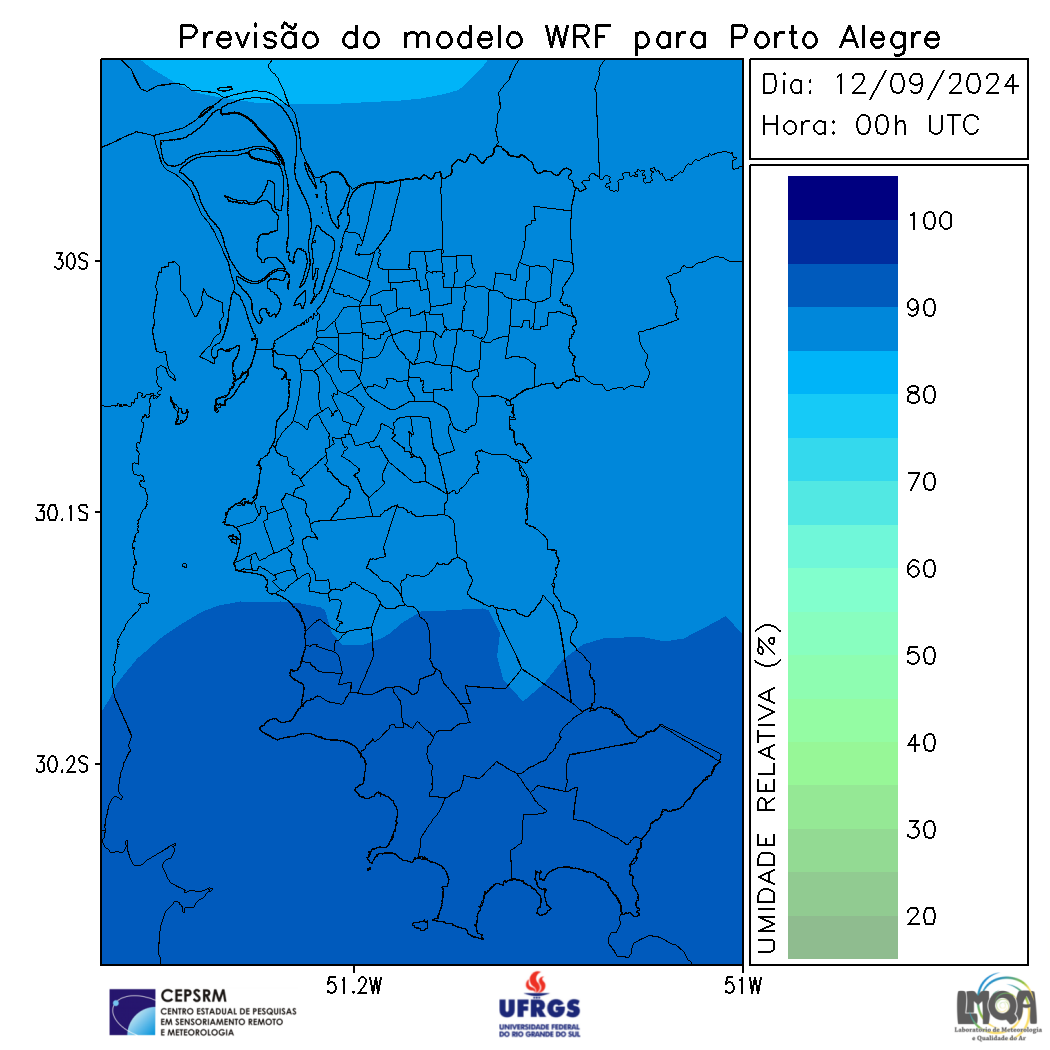 Previsão do modelo WRF para Porto Alegre
Dia: 12/09/2024
Hora: 00h UTC
100
90
80
70
60
50
40
30
20
UMIDADE RELATIVA (%)
30S
30.1S
30.2S
51.2W
51W
CEPSRM
CENTRO ESTADUAL DE PESQUISAS
EM SENSORIAMENTO REMOTO
E METEOROLOGIA
UFRGS
UNIVERSIDADE FEDERAL
DO RIO GRANDE DO SUL
LMQA
Laboratório de Meteorologia
e Qualidade do Ar